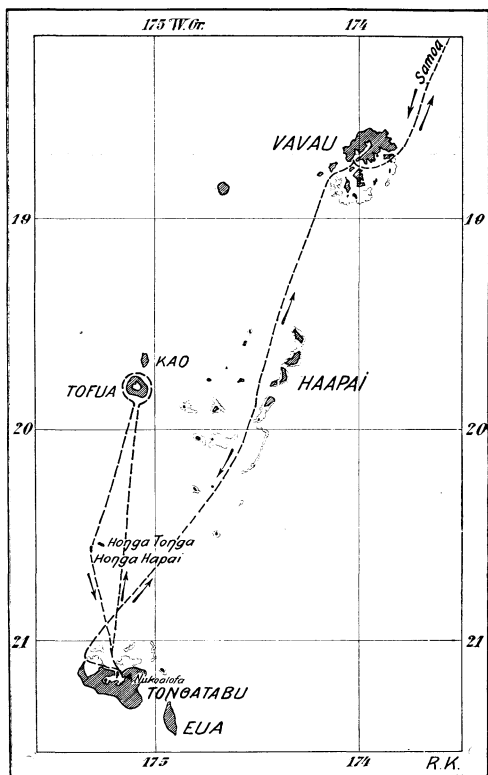 175 W. Gr. 174
Samoa
VAVAU
19 19
KAO
HAAPAI
TOFUA
20 20
Honga Tonga
Honga Hapai
21 21
Nukoalofa
TONGATABU
EUA
175 174 R.K.